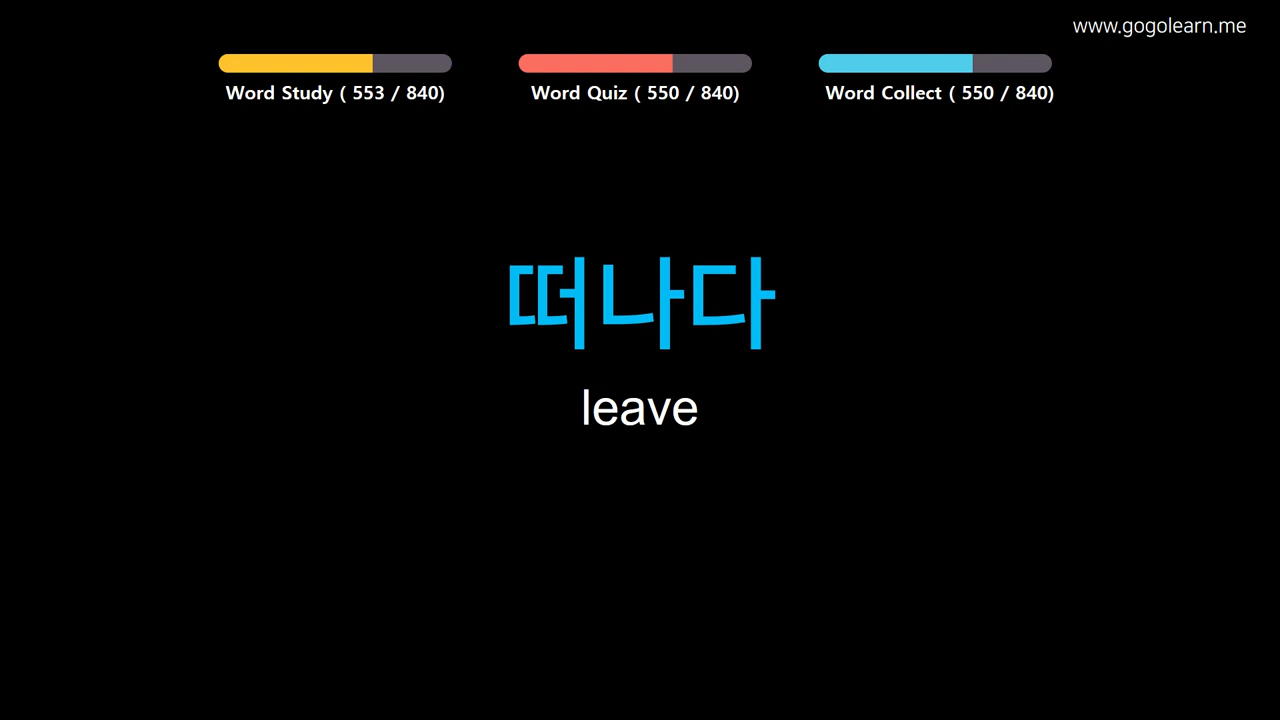 www.gogolearn.me
Word Study ( 553 / 840)
Word Quiz ( 550 / 840)
Word Collect ( 550 / 840)
떠나다
leave